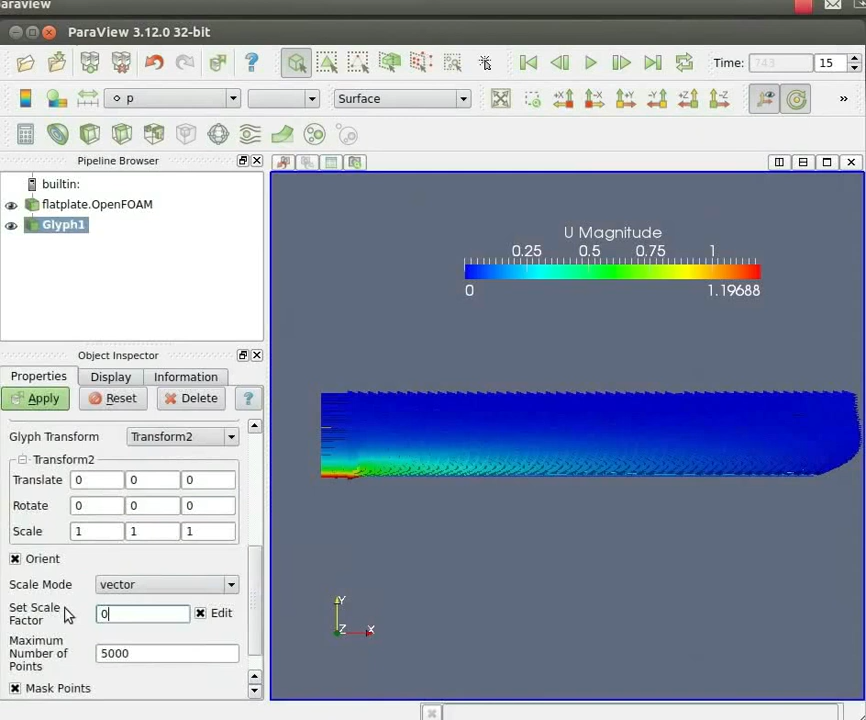 paraview
ParaView 3.12.0 32-bit
Time: 743 15
p Surface
+X -X +Y -Y +Z -Z »
Pipeline Browser
builtin:
flatplate.OpenFOAM
Glyph1
U Magnitude
0.25 0.5 0.75 1
0 1.19688
Object Inspector
Properties Display Information
Apply Reset Delete ?
Glyph Transform Transform2
Transform2
Translate 0 0 0
Rotate 0 0 0
Scale 1 1 1
Orient
Scale Mode vector
Set Scale
Factor 0 Edit
Maximum
Number of
Points 5000
Mask Points
Y
Z X